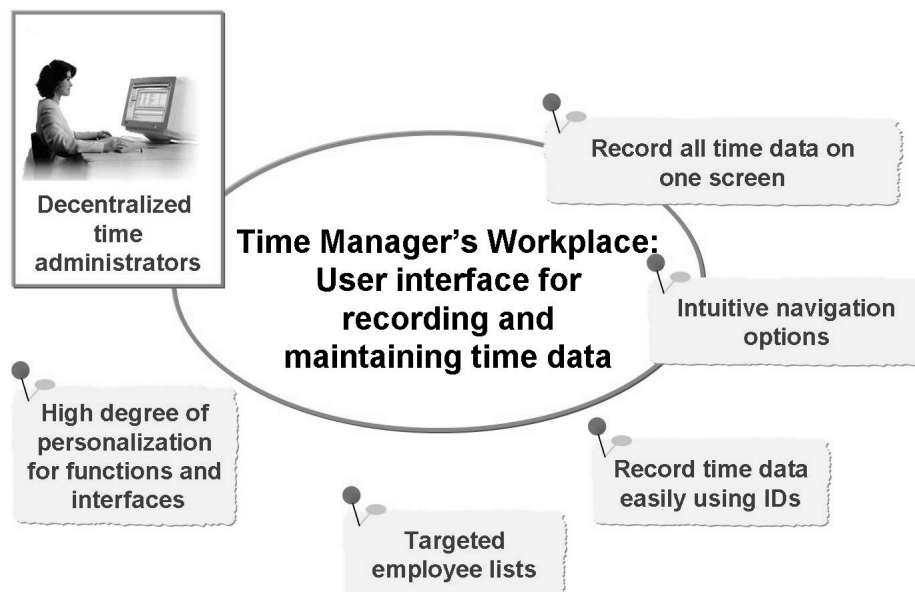 Decentralized
time
administrators
Time Manager's Workplace:
User interface for
recording and
maintaining time data
Record all time data on
one screen
Intuitive navigation
options
Record time data
easily using IDs
Targeted
employee lists
High degree of
personalization
for functions and
interfaces